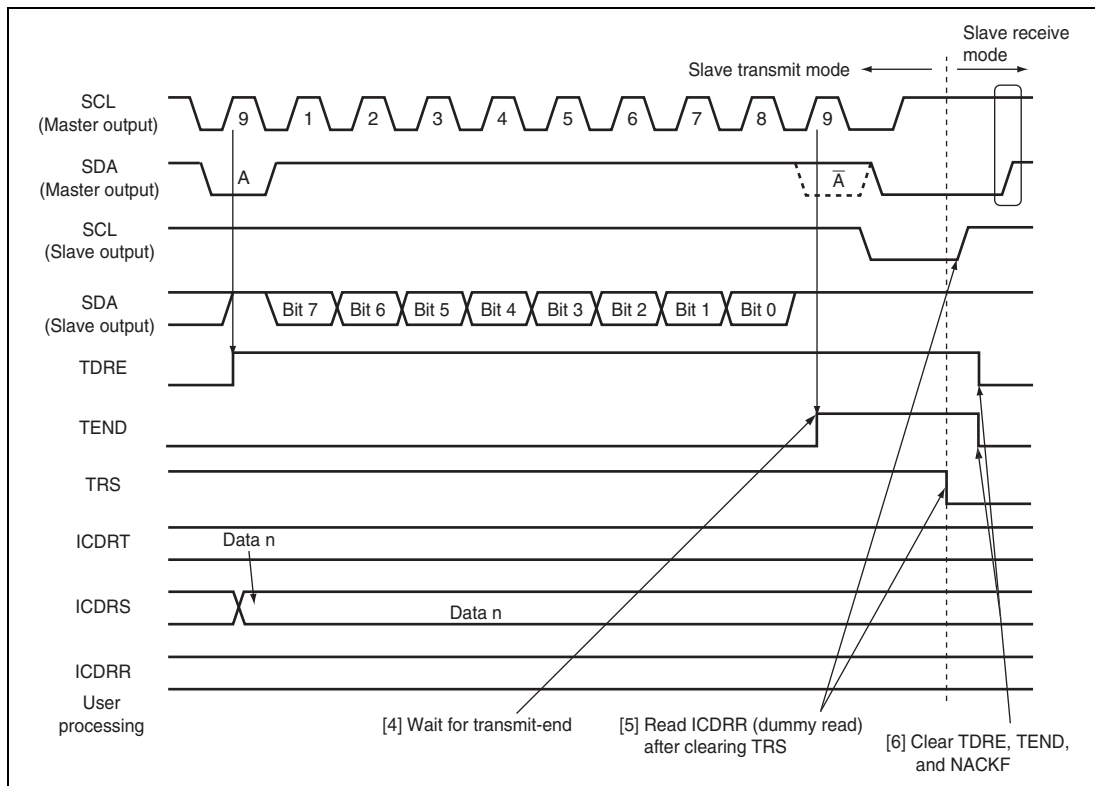 Slave receive
mode
Slave transmit mode
SCL
(Master output)
9 1 2 3 4 5 6 7 8 9
SDA
(Master output)
A A̅
SCL
(Slave output)
SDA
(Slave output)
Bit 7 Bit 6 Bit 5 Bit 4 Bit 3 Bit 2 Bit 1 Bit 0
TDRE
TEND
TRS
ICDRT
Data n
ICDRS
Data n
ICDRR
User
processing
[4] Wait for transmit-end
[5] Read ICDRR (dummy read)
after clearing TRS
[6] Clear TDRE, TEND,
and NACKF